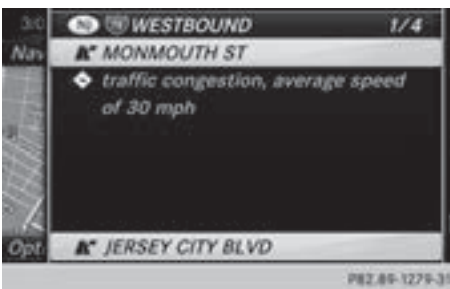 WESTBOUND 1/4
Nav MONMOUTH ST
traffic congestion, average speed
of 30 mph
Opt. JERSEY CITY BLVD
P82.89-1279-31